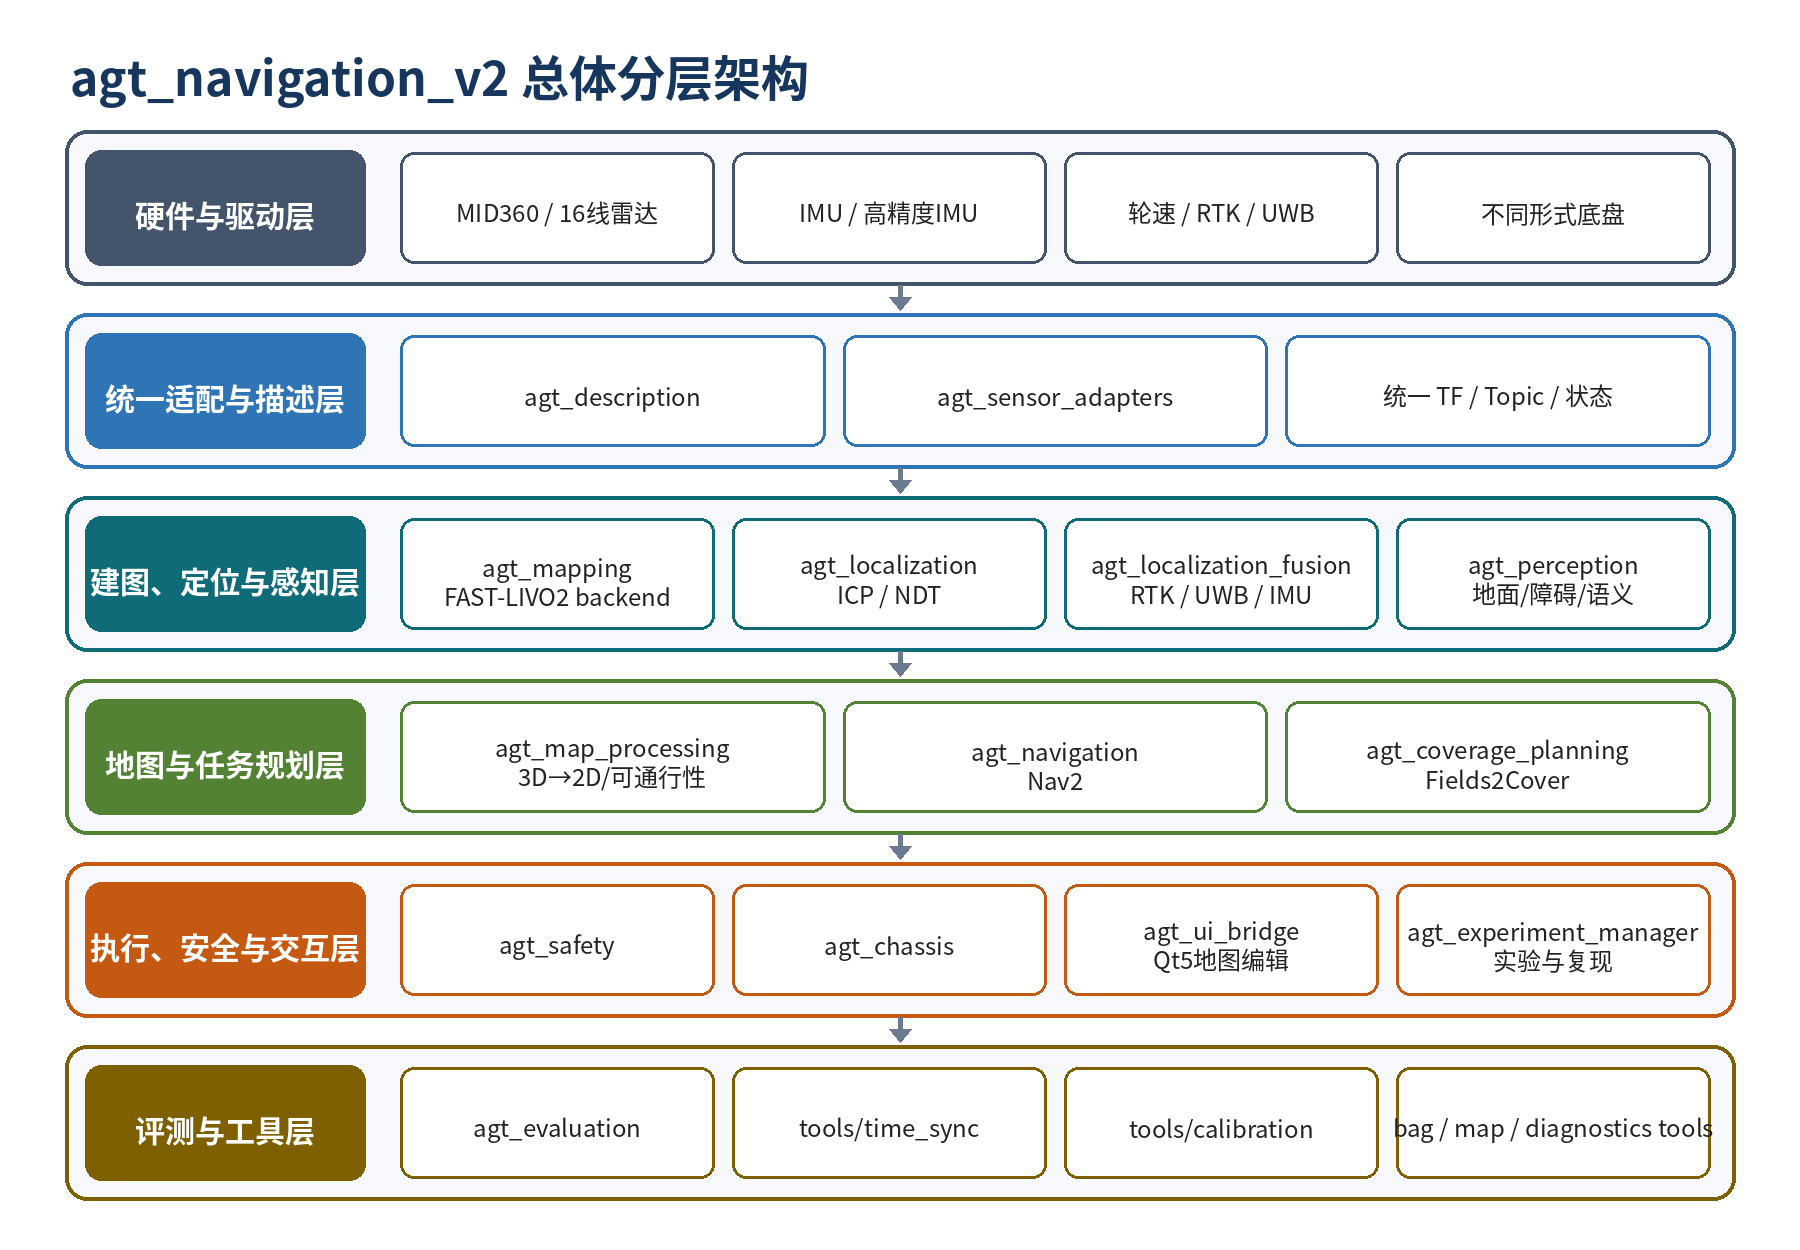 agt_navigation_v2 总体分层架构
硬件与驱动层
MID360 / 16线雷达
IMU / 高精度IMU
轮速 / RTK / UWB
不同形式底盘
统一适配与描述层
agt_description
agt_sensor_adapters
统一 TF / Topic / 状态
建图、定位与感知层
agt_mapping
FAST-LIVO2 backend
agt_localization
ICP / NDT
agt_localization_fusion
RTK / UWB / IMU
agt_perception
地面/障碍/语义
地图与任务规划层
agt_map_processing
3D→2D/可通行性
agt_navigation
Nav2
agt_coverage_planning
Fields2Cover
执行、安全与交互层
agt_safety
agt_chassis
agt_ui_bridge
Qt5地图编辑
agt_experiment_manager
实验与复现
评测与工具层
agt_evaluation
tools/time_sync
tools/calibration
bag / map / diagnostics tools